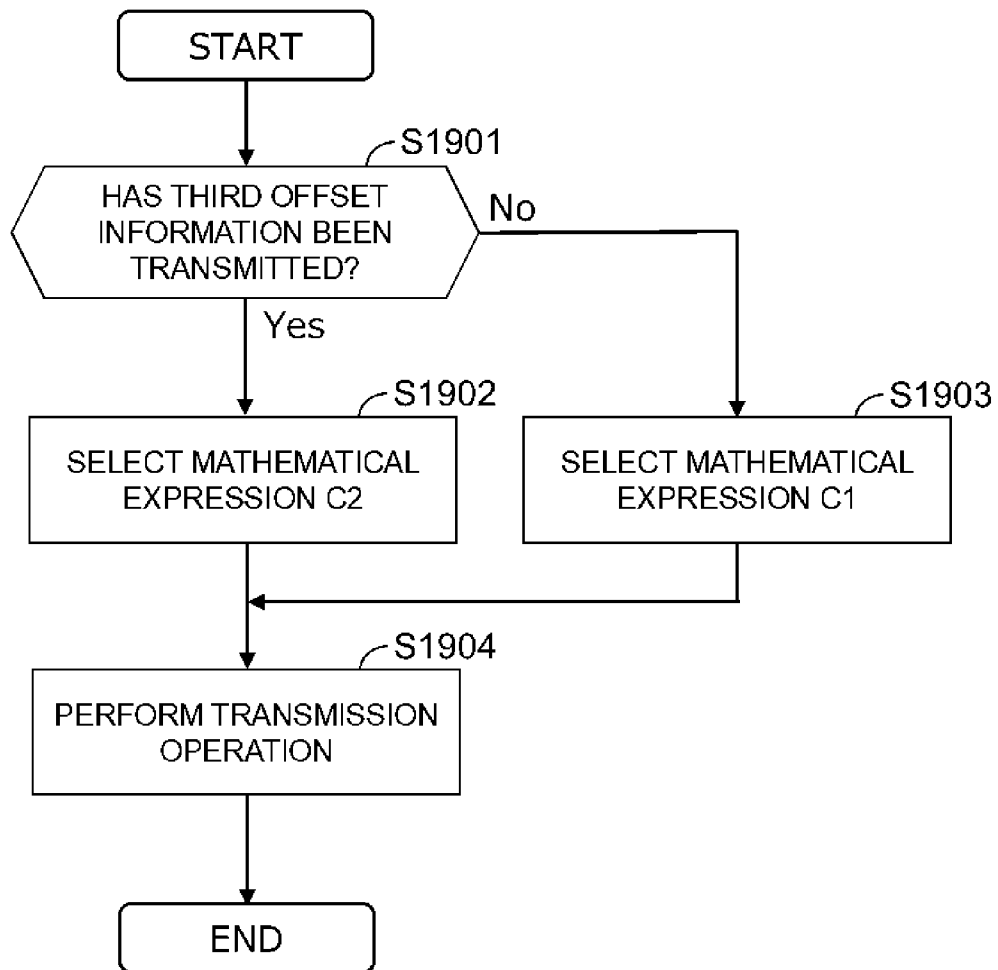 START
S1901
HAS THIRD OFFSET
INFORMATION BEEN
TRANSMITTED?
No
Yes
S1902
SELECT MATHEMATICAL
EXPRESSION C2
S1903
SELECT MATHEMATICAL
EXPRESSION C1
S1904
PERFORM TRANSMISSION
OPERATION
END